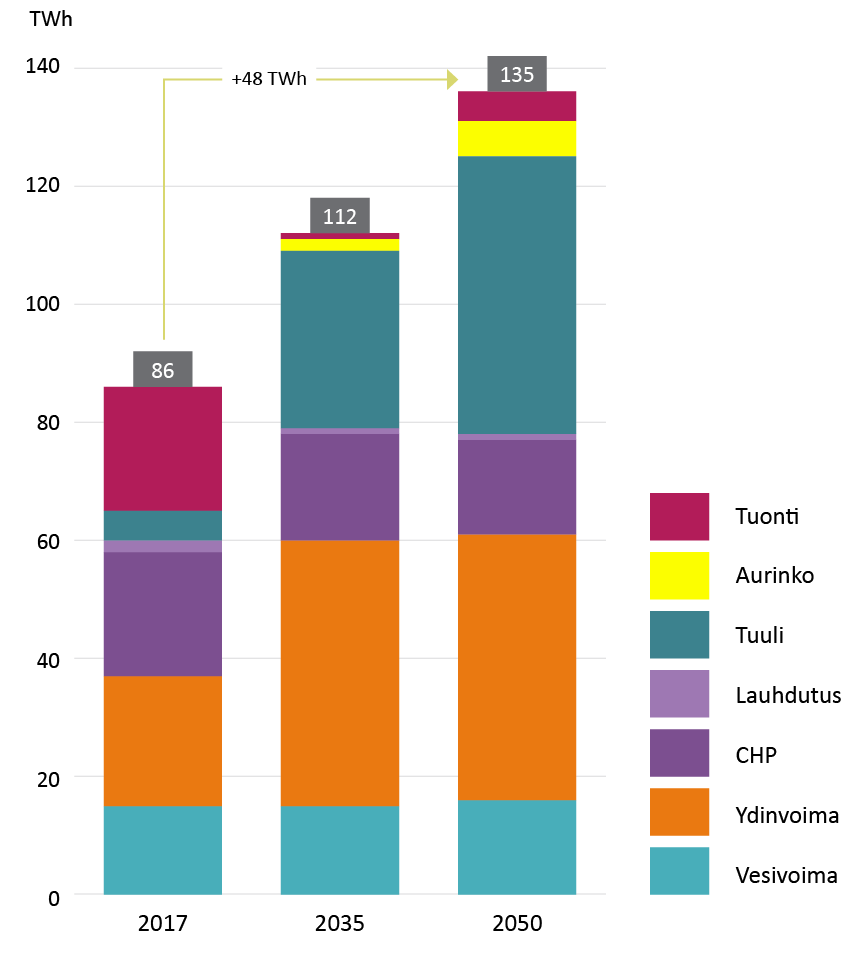 TWh
140
+48 TWh
135
120
112
100
86
80
60
40
20
0
2017
2035
2050
Tuonti
Aurinko
Tuuli
Lauhdutus
CHP
Ydinvoima
Vesivoima